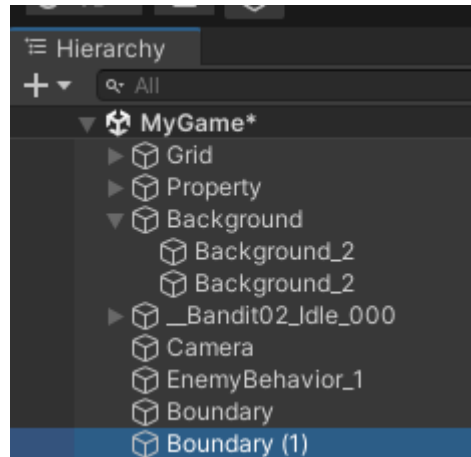 Hierarchy
All
MyGame*
Grid
Property
Background
Background_2
Background_2
__Bandit02_Idle_000
Camera
EnemyBehavior_1
Boundary
Boundary (1)